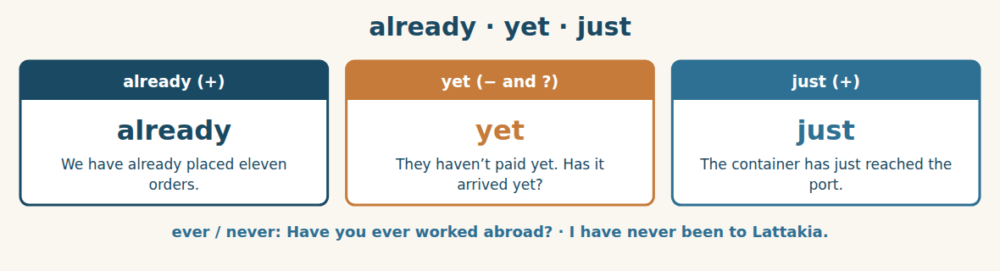 already · yet · just
already (+)
already
We have already placed eleven
orders.
yet (− and ?)
yet
They haven’t paid yet. Has it
arrived yet?
just (+)
just
The container has just reached the
port.
ever / never: Have you ever worked abroad? · I have never been to Lattakia.